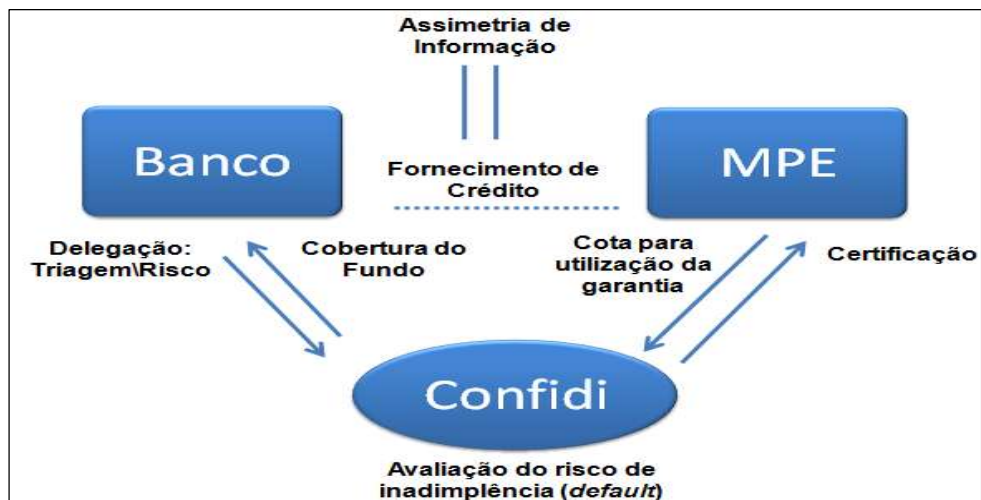 Assimetria de
Informação
Banco
MPE
Fornecimento de
Crédito
Delegação:
Triagem\Risco
Cobertura do
Fundo
Cota para
utilização da
garantia
Certificação
Confidi
Avaliação do risco de
inadimplência (default)